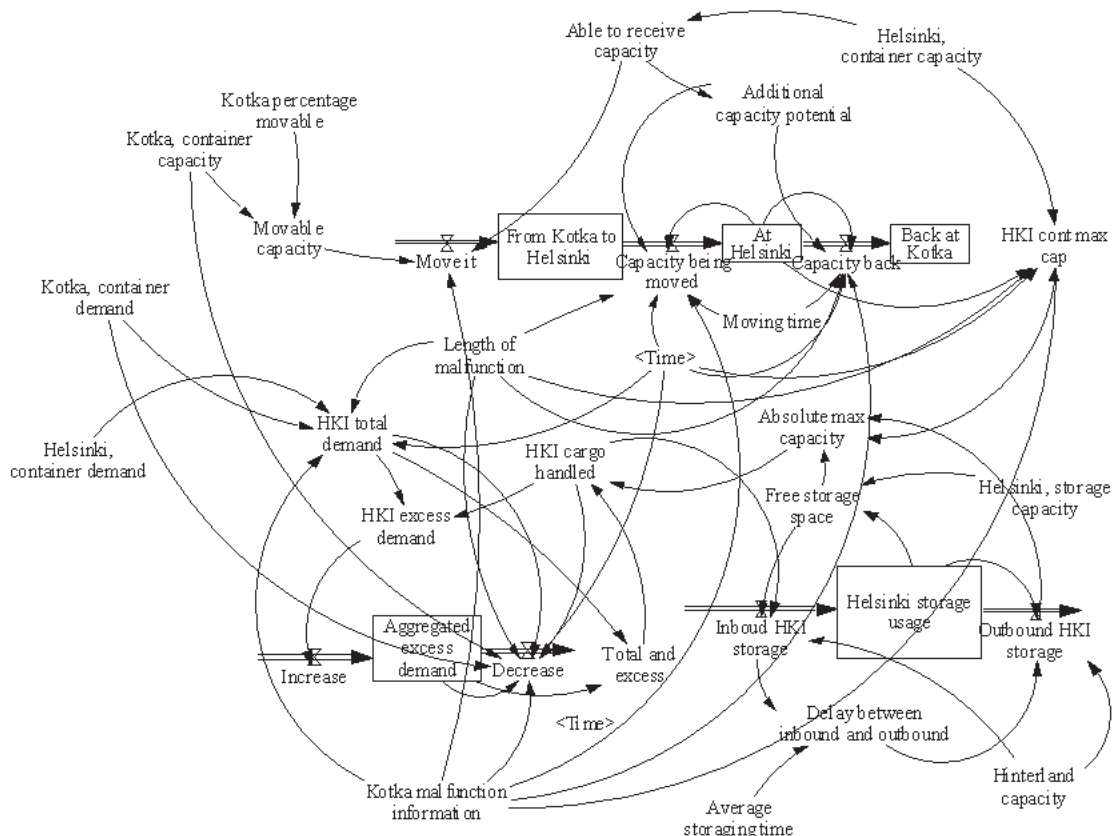 Able to receive
capacity
Helsinki,
container capacity
Kotka percentage
movable
Additional
capacity potential
Kotka, container
capacity
Movable
capacity
Move it
From Kotka to
Helsinki
Capacity being
moved
At
Helsinki
Capacity back
Back at
Kotka
HKI cont max
cap
Kotka, container
demand
Moving time
Length of
malfunction
<Time>
HKI total
demand
Absolute max
capacity
Helsinki,
container demand
HKI cargo
handled
Free storage
space
Helsinki, storage
capacity
HKI excess
demand
Aggregated
excess
demand
Increase
Decrease
Total and
excess
Inboud HKI
storage
Helsinki storage
usage
Outbound HKI
storage
<Time>
Delay between
inbound and outbound
Kotka malfunction
information
Average
storaging time
Hinterland
capacity